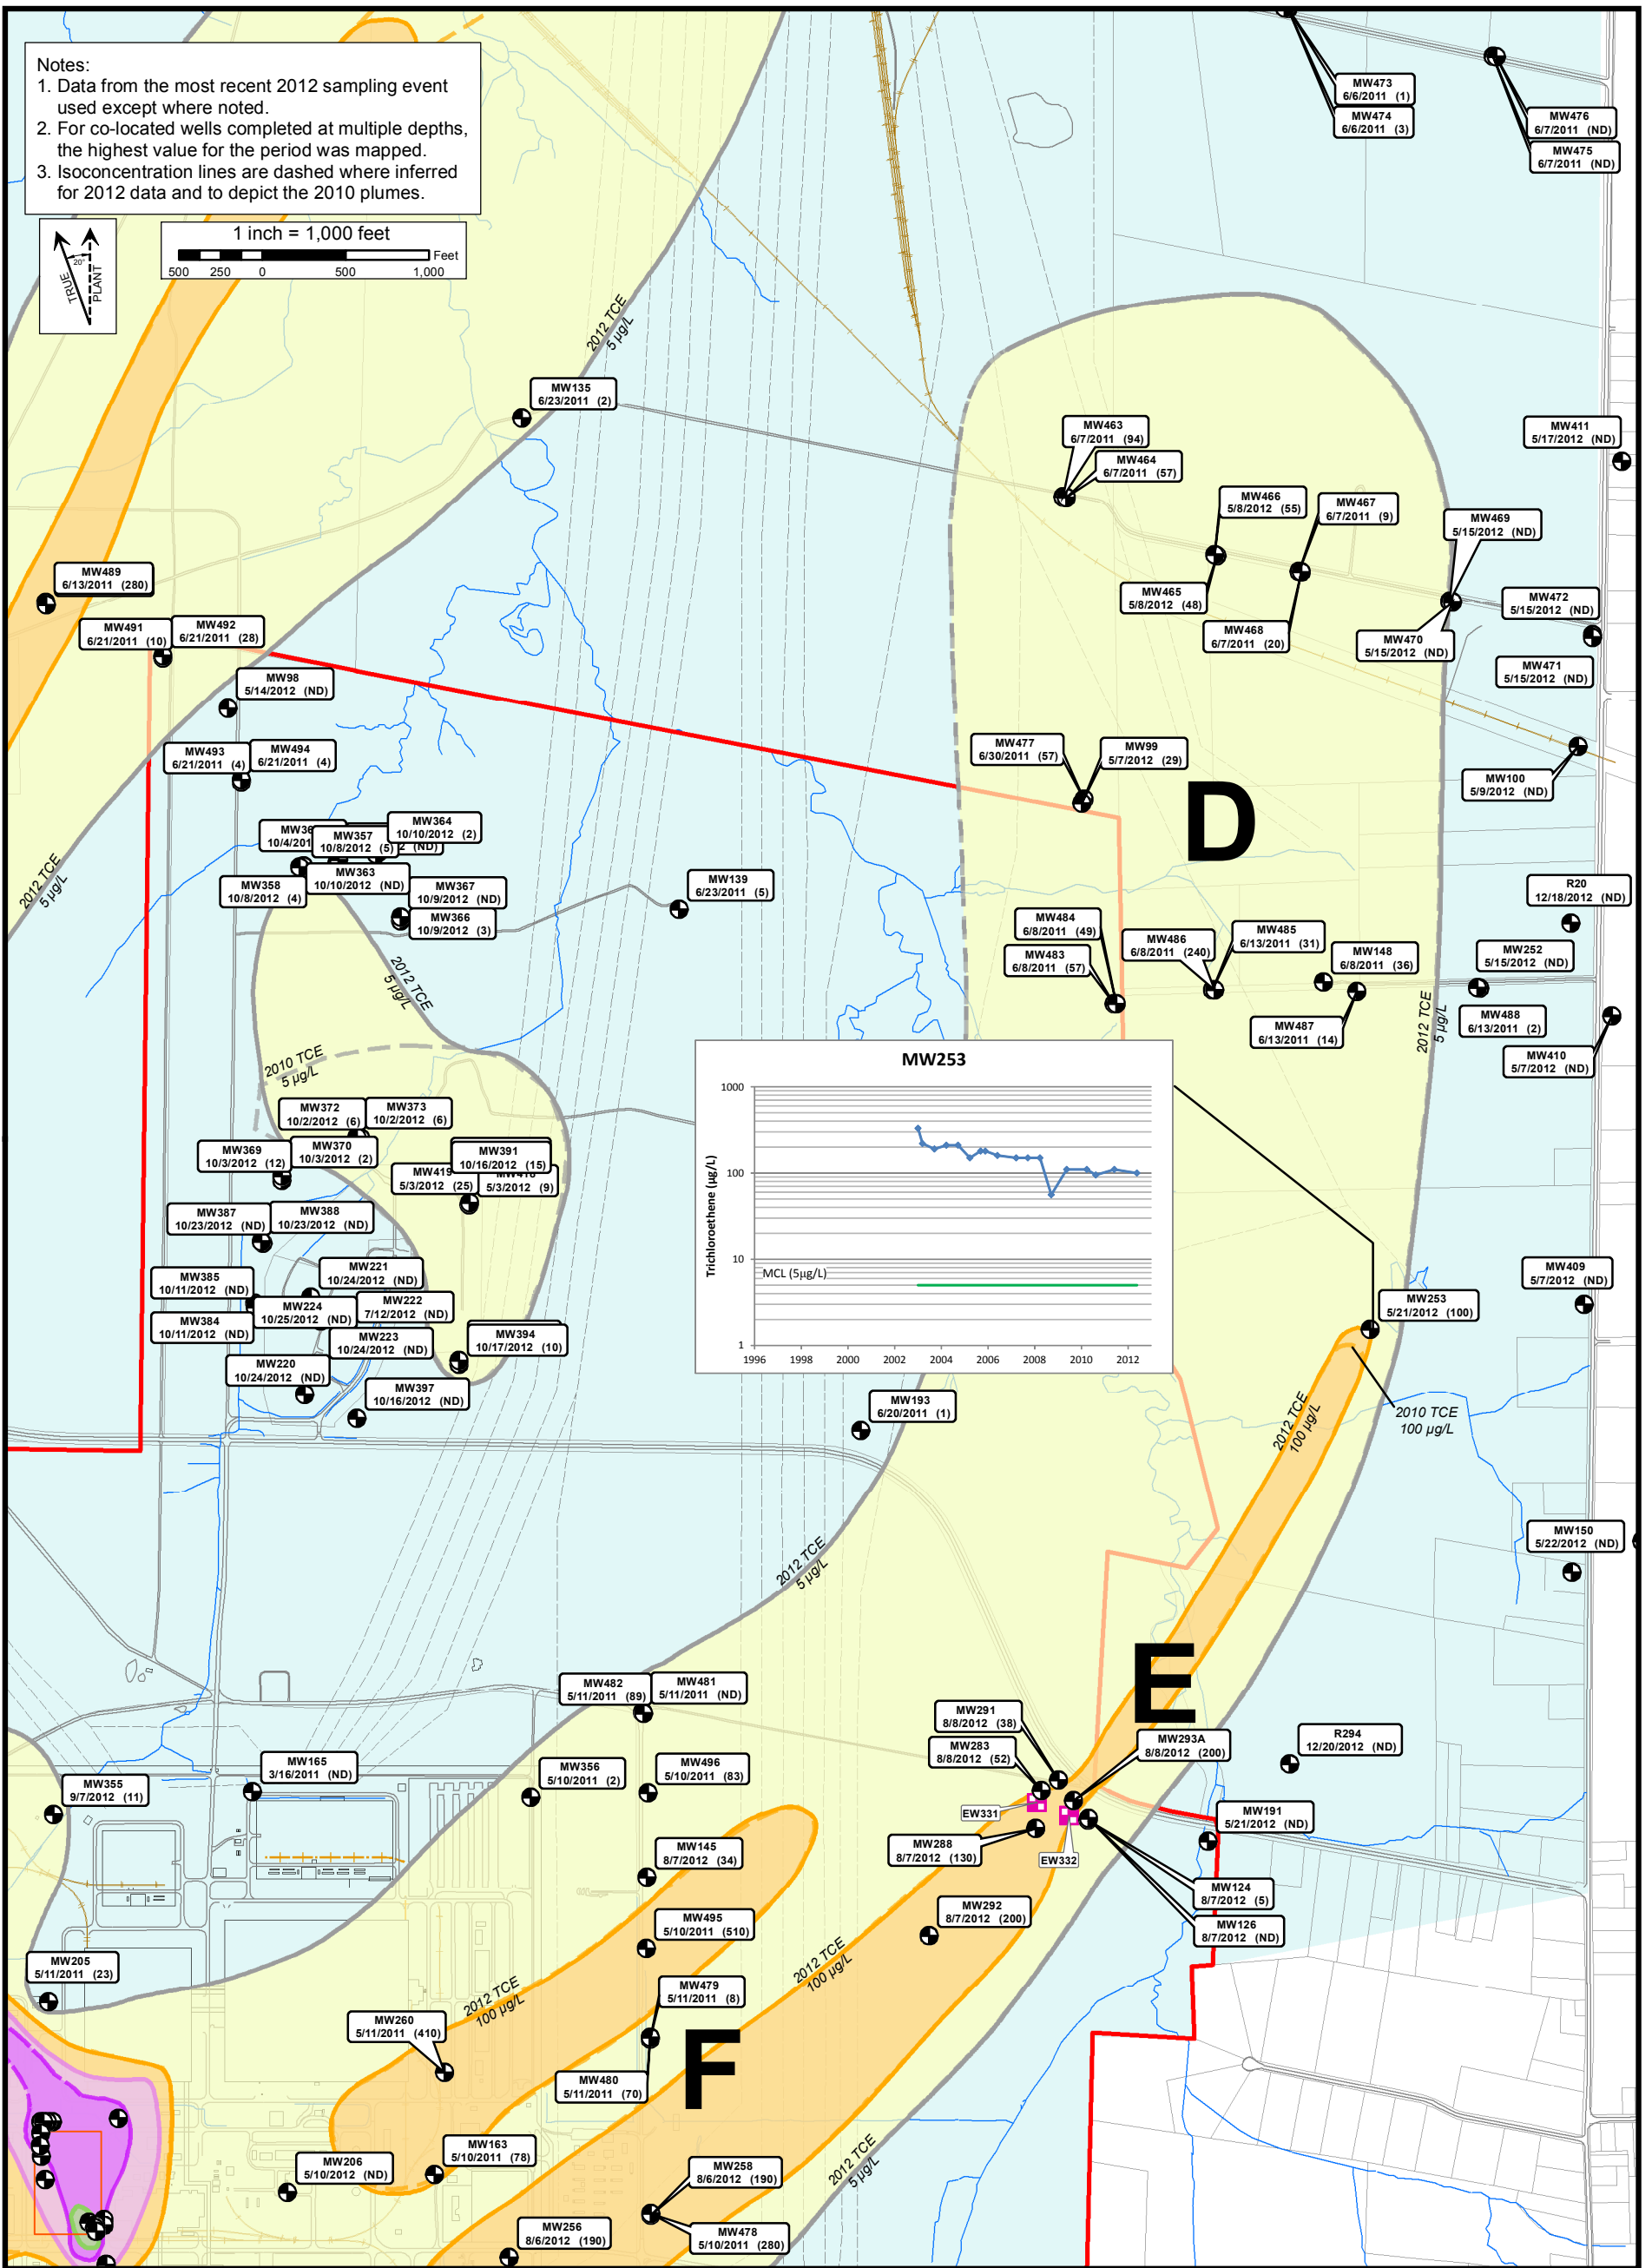 Notes:
1. Data from the most recent 2012 sampling event
used except where noted.
2. For co-located wells completed at multiple depths,
the highest value for the period was mapped.
3. Isoconcentration lines are dashed where inferred
for 2012 data and to depict the 2010 plumes.
TRUE
20°
PLANT
1 inch = 1,000 feet
Feet
500 250 0 500 1,000
MW473
6/6/2011 (1)
MW474
6/6/2011 (3)
MW476
6/7/2011 (ND)
MW475
6/7/2011 (ND)
2012 TCE
5 µg/L
MW135
6/23/2011 (2)
MW463
6/7/2011 (94)
MW464
6/7/2011 (57)
MW411
5/17/2012 (ND)
MW466
5/8/2012 (55)
MW467
6/7/2011 (9)
MW469
5/15/2012 (ND)
MW489
6/13/2011 (280)
MW465
5/8/2012 (48)
MW472
5/15/2012 (ND)
MW491
6/21/2011 (10)
MW492
6/21/2011 (28)
MW468
6/7/2011 (20)
MW470
5/15/2012 (ND)
MW471
5/15/2012 (ND)
MW98
5/14/2012 (ND)
MW493
6/21/2011 (4)
MW494
6/21/2011 (4)
MW477
6/30/2011 (57)
MW99
5/7/2012 (29)
MW100
5/9/2012 (ND)
D
MW364
10/10/2012 (2)
MW357
10/8/2012 (5)
(ND)
2012 TCE
5 µg/L
MW358
10/8/2012 (4)
MW363
10/10/2012 (ND)
MW367
10/9/2012 (ND)
MW366
10/9/2012 (3)
MW139
6/23/2011 (5)
R20
12/18/2012 (ND)
MW484
6/8/2011 (49)
MW483
6/8/2011 (57)
MW486
6/8/2011 (240)
MW485
6/13/2011 (31)
MW148
6/8/2011 (36)
MW252
5/15/2012 (ND)
2012 TCE
5 µg/L
MW487
6/13/2011 (14)
2012 TCE
5 µg/L
MW488
6/13/2011 (2)
MW410
5/7/2012 (ND)
2010 TCE
5 µg/L
MW253
Trichloroethene (µg/L)
1000
100
10
1
MCL (5µg/L)
1996 1998 2000 2002 2004 2006 2008 2010 2012
MW372
10/2/2012 (6)
MW373
10/2/2012 (6)
MW369
10/3/2012 (12)
MW370
10/3/2012 (2)
MW391
10/16/2012 (15)
MW419
5/3/2012 (25)
5/3/2012 (9)
MW387
10/23/2012 (ND)
MW388
10/23/2012 (ND)
MW385
10/11/2012 (ND)
MW221
10/24/2012 (ND)
MW224
10/25/2012 (ND)
MW222
7/12/2012 (ND)
MW384
10/11/2012 (ND)
MW223
10/24/2012 (ND)
MW394
10/17/2012 (10)
MW220
10/24/2012 (ND)
MW397
10/16/2012 (ND)
MW409
5/7/2012 (ND)
MW253
5/21/2012 (100)
MW193
6/20/2011 (1)
2012 TCE
100 µg/L
2010 TCE
100 µg/L
MW150
5/22/2012 (ND)
2012 TCE
5 µg/L
E
MW482
5/11/2011 (89)
MW481
5/11/2011 (ND)
MW291
8/8/2012 (38)
MW283
8/8/2012 (52)
MW293A
8/8/2012 (200)
R294
12/20/2012 (ND)
MW165
3/16/2011 (ND)
MW356
5/10/2011 (2)
MW496
5/10/2011 (83)
MW355
9/7/2012 (11)
EW331
MW191
5/21/2012 (ND)
MW288
8/7/2012 (130)
EW332
MW145
8/7/2012 (34)
MW124
8/7/2012 (5)
MW292
8/7/2012 (200)
MW126
8/7/2012 (ND)
MW495
5/10/2011 (510)
2012 TCE
100 µg/L
MW205
5/11/2011 (23)
2012 TCE
100 µg/L
MW479
5/11/2011 (8)
MW260
5/11/2011 (410)
F
MW480
5/11/2011 (70)
MW163
5/10/2011 (78)
MW206
5/10/2012 (ND)
MW258
8/6/2012 (190)
2012 TCE
5 µg/L
MW256
8/6/2012 (190)
MW478
5/10/2011 (280)